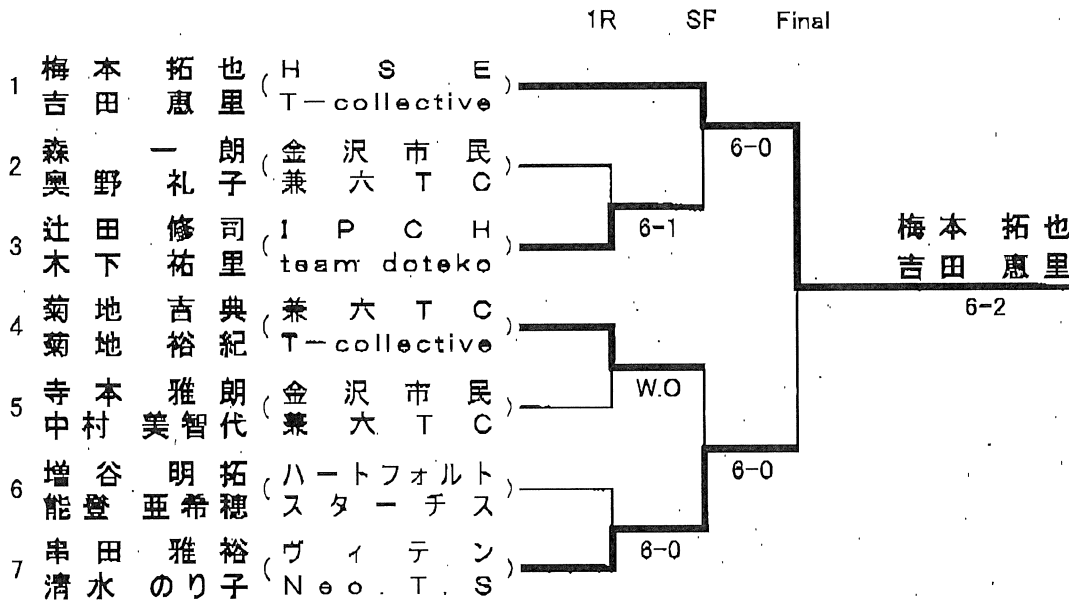 1R SF Final
1 梅本 拓也 ( H S E )
吉田 惠里 T-collective
6-0
2 森 一朗 ( 金沢市民 )
奥野 礼子 兼六TC
6-1
3 辻田 修司 ( I P C H )
木下 祐里 team doteko
梅本 拓也
吉田 惠里
6-2
4 菊地 吉典 ( 兼六TC )
菊地 裕紀 T-collective
W.O
5 寺本 雅朗 ( 金沢市民 )
中村 美智代 兼六TC
6-0
6 増谷 明拓 ( ハートフォルト )
能登 亜希穂 スターチス
6-0
7 串田 雅裕 ( ヴィテン )
清水 のり子 Neo.T.S